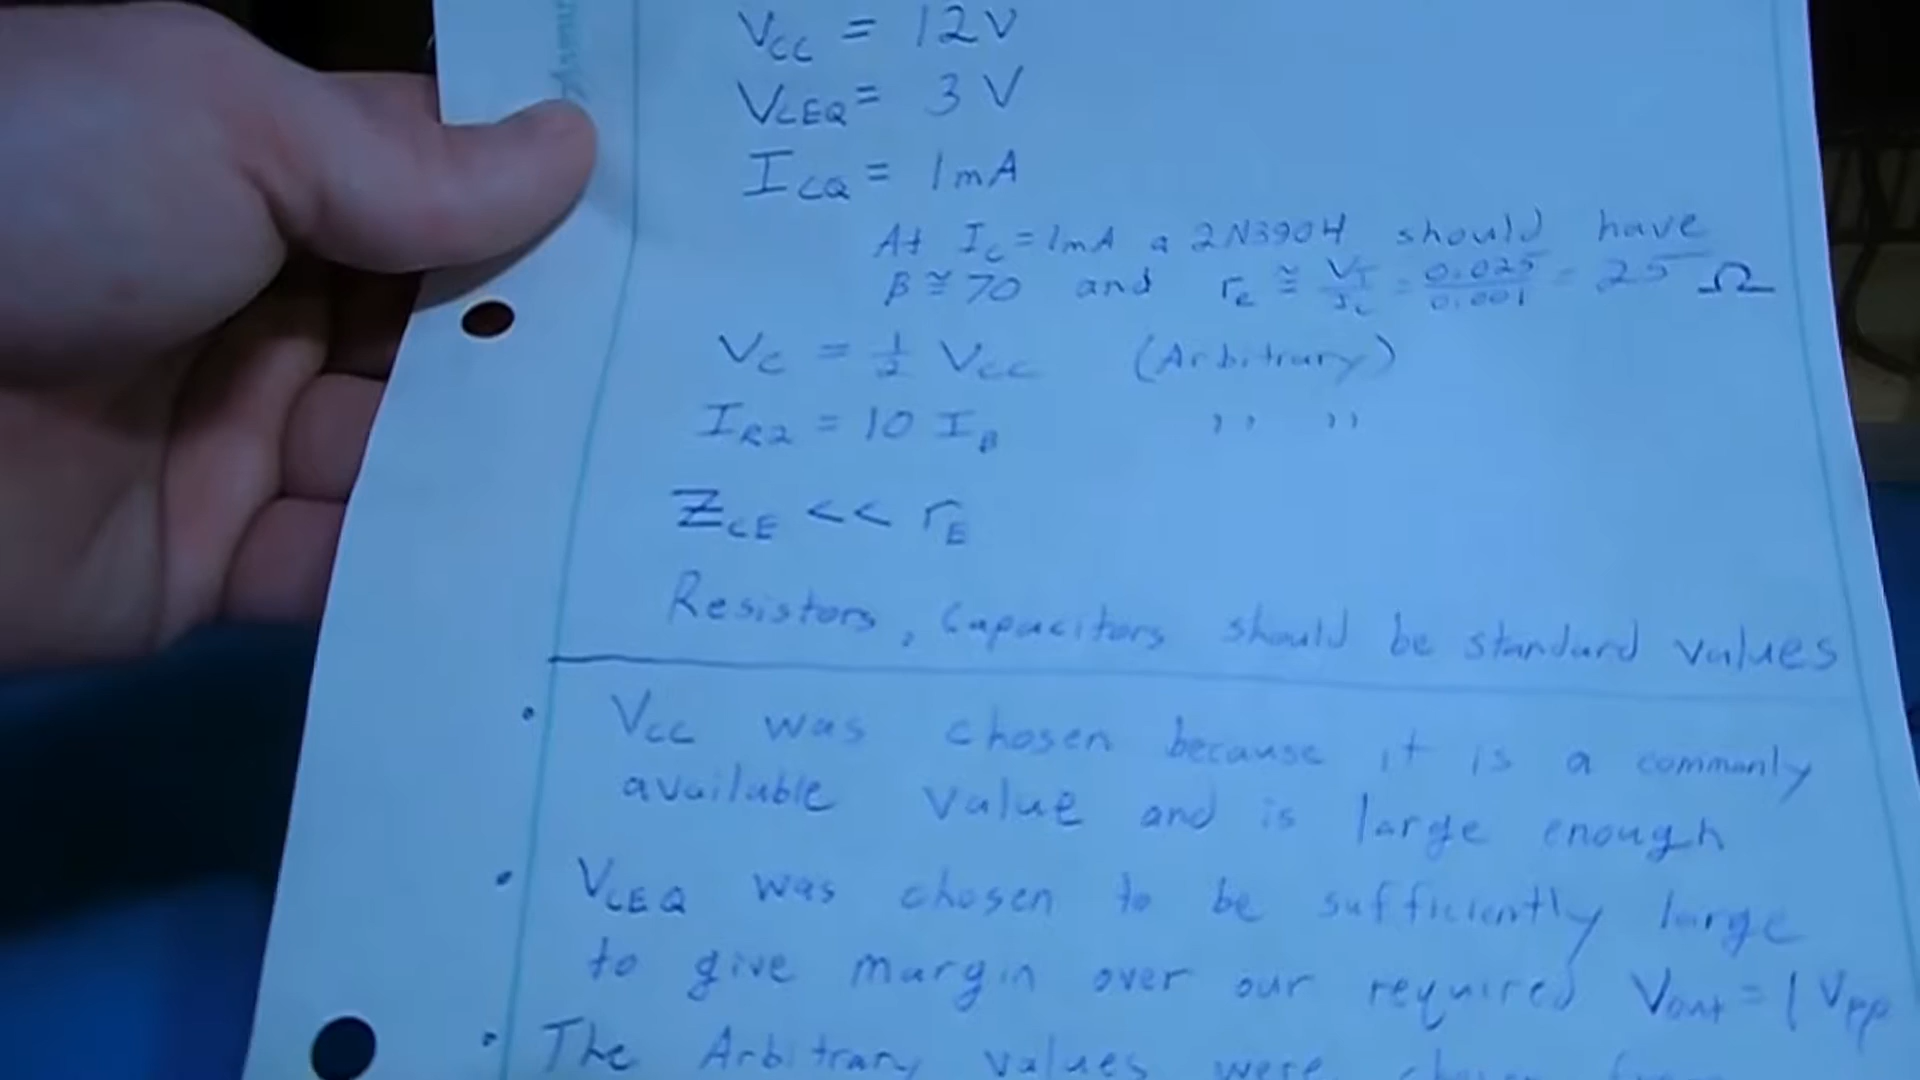 Vcc = 12V
VCEQ = 3 V
ICQ = 1mA
At Ic = 1mA a 2N3904 should have
β ≅ 70 and re ≅ VT/Ic = 0.025/0.001 = 25 Ω
Vc = 1/2 Vcc (Arbitrary)
IR2 = 10 IB ,, ,,
ZCE << rE
Resistors, Capacitors should be standard values
• Vcc was chosen because it is a commonly
available value and is large enough
• VCEQ was chosen to be sufficiently large
to give margin over our required Vout = 1 Vpp
• The Arbitrary values were